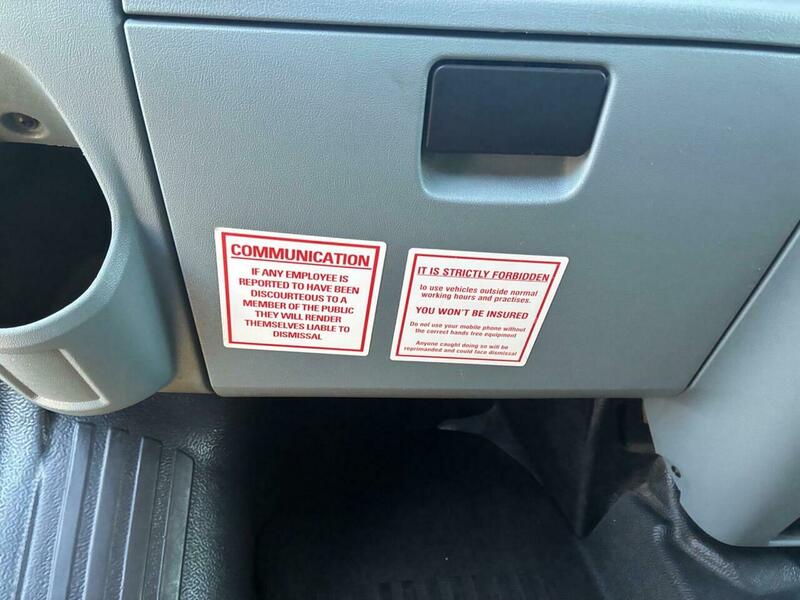 COMMUNICATION
IF ANY EMPLOYEE IS
REPORTED TO HAVE BEEN
DISCOURTEOUS TO A
MEMBER OF THE PUBLIC
THEY WILL RENDER
THEMSELVES LIABLE TO
DISMISSAL
IT IS STRICTLY FORBIDDEN
to use vehicles outside normal
working hours and practises.
YOU WON'T BE INSURED
Do not use your mobile phone without
the correct hands free equipment
Anyone caught doing so will be
reprimanded and could face dismissal